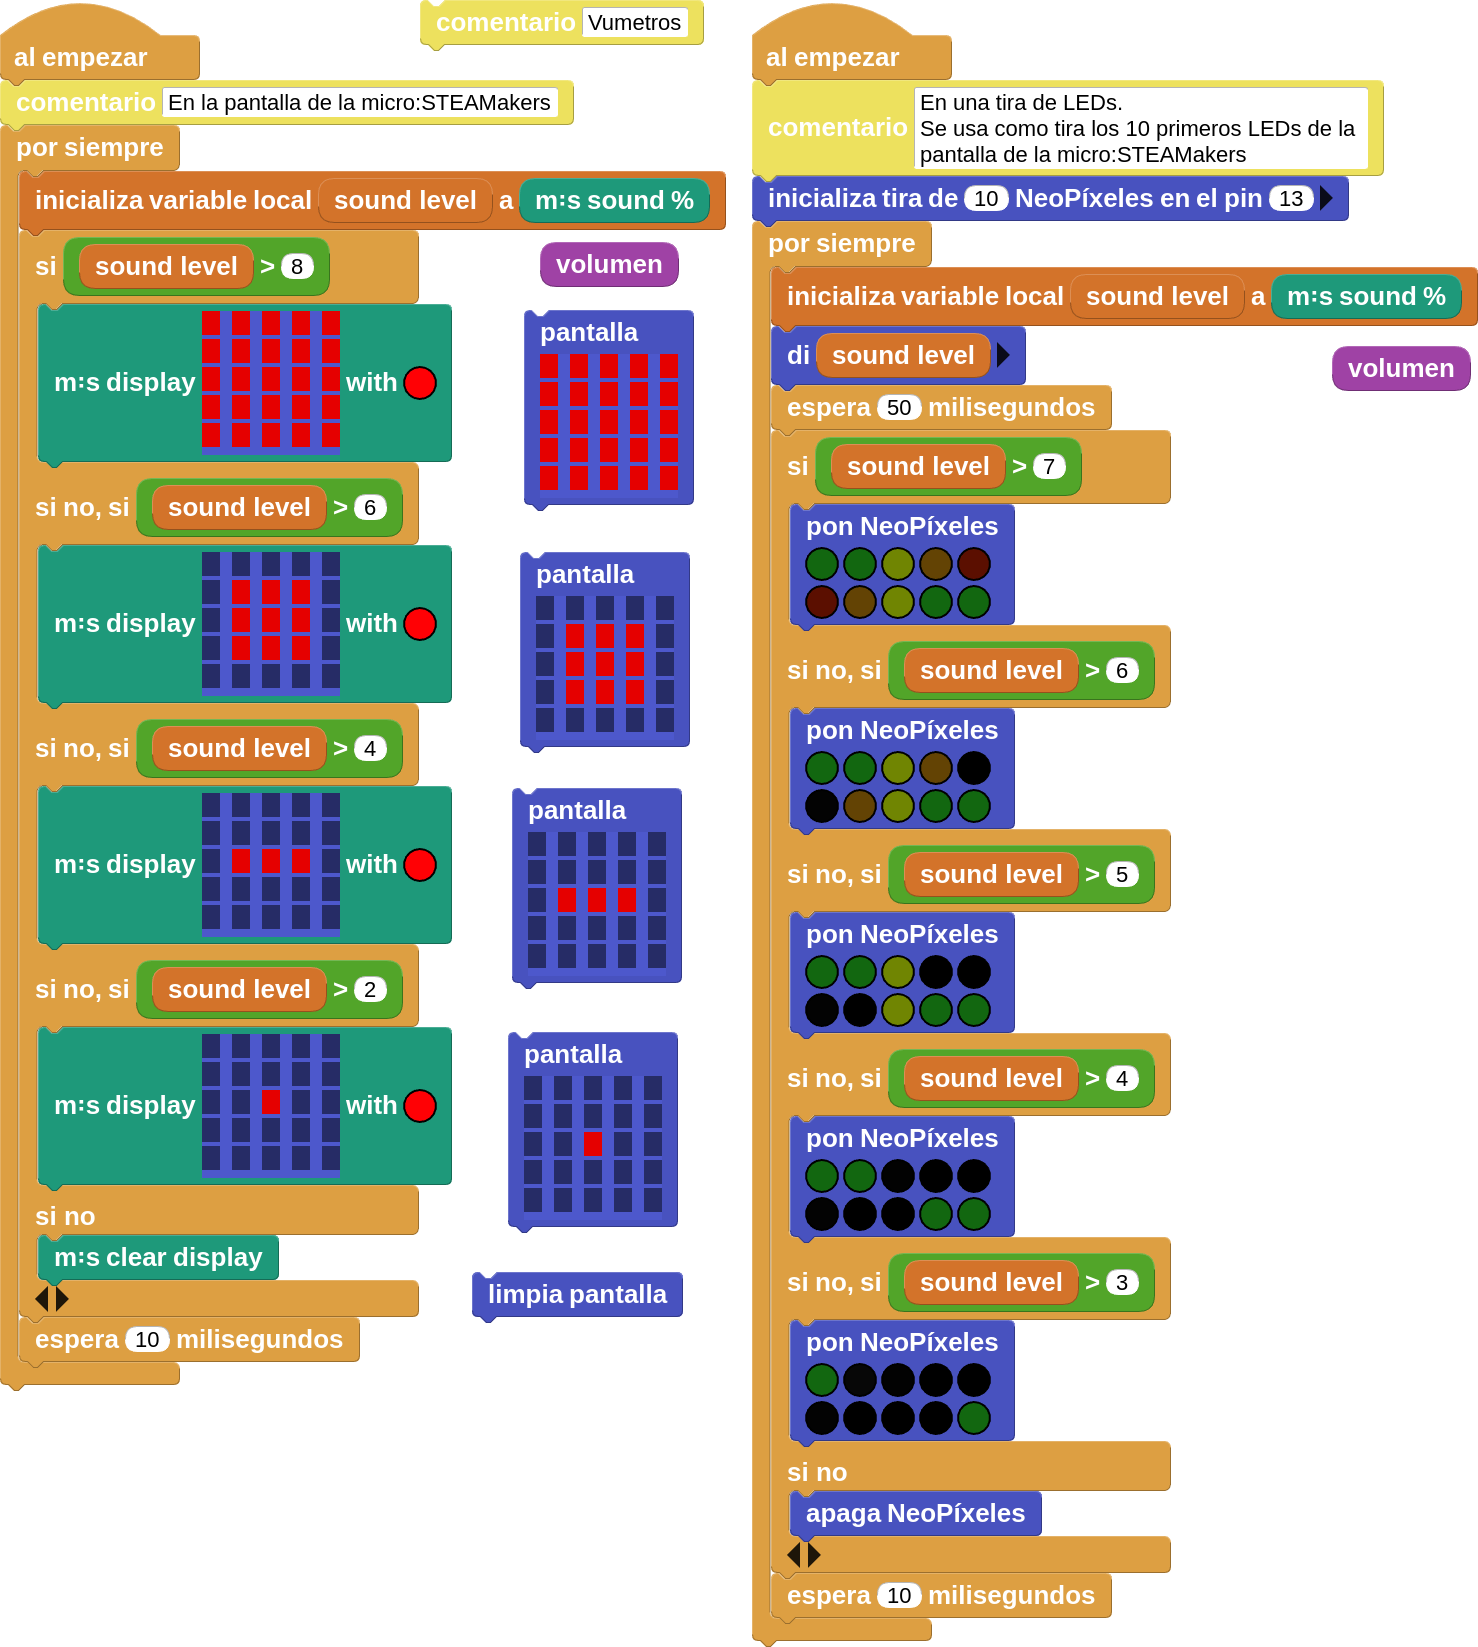 comentario Vumetros
al empezar
comentario En la pantalla de la micro:STEAMakers
por siempre
inicializa variable local sound level a m:s sound %
si sound level > 8
m:s display with
si no, si sound level > 6
m:s display with
si no, si sound level > 4
m:s display with
si no, si sound level > 2
m:s display with
si no
m:s clear display
espera 10 milisegundos
volumen
pantalla
pantalla
pantalla
pantalla
limpia pantalla
al empezar
comentario En una tira de LEDs.
Se usa como tira los 10 primeros LEDs de la
pantalla de la micro:STEAMakers
inicializa tira de 10 NeoPíxeles en el pin 13
por siempre
inicializa variable local sound level a m:s sound %
di sound level
volumen
espera 50 milisegundos
si sound level > 7
pon NeoPíxeles
si no, si sound level > 6
pon NeoPíxeles
si no, si sound level > 5
pon NeoPíxeles
si no, si sound level > 4
pon NeoPíxeles
si no, si sound level > 3
pon NeoPíxeles
si no
apaga NeoPíxeles
espera 10 milisegundos